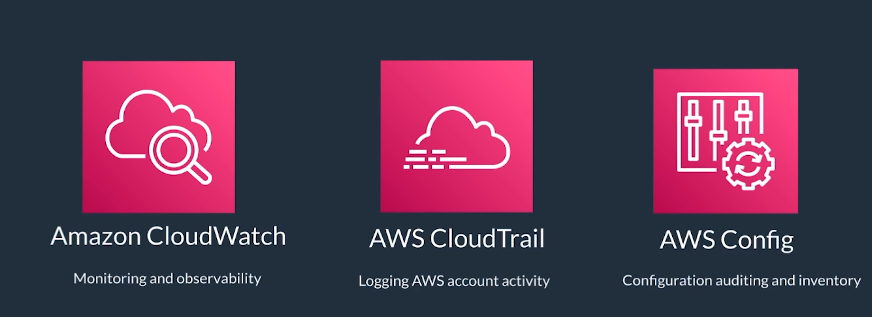 Amazon CloudWatch
Monitoring and observability
AWS CloudTrail
Logging AWS account activity
AWS Config
Configuration auditing and inventory